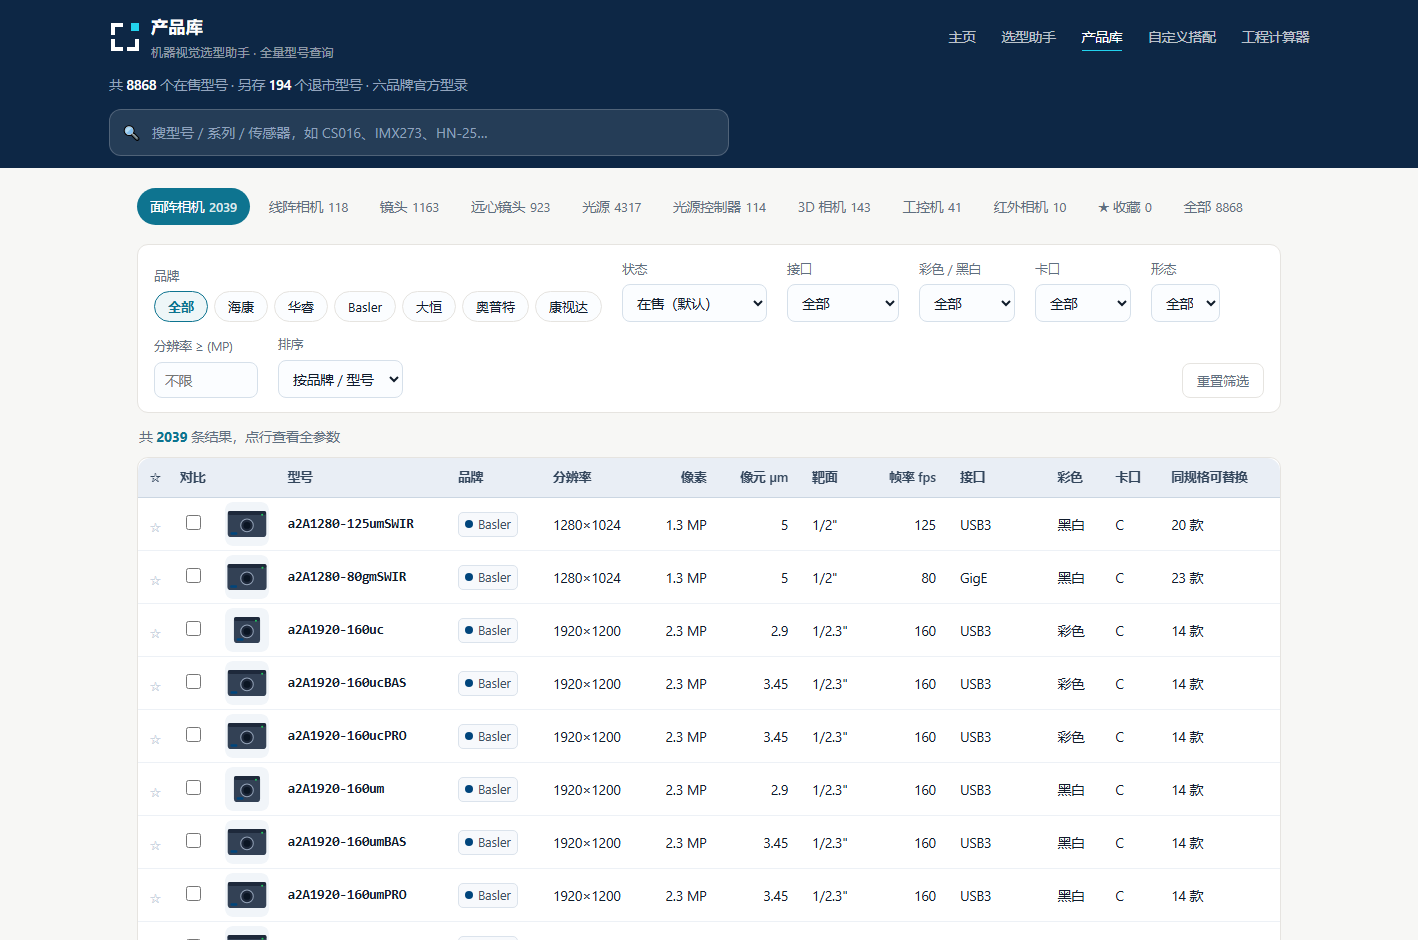 产品库
机器视觉选型助手 · 全量型号查询
主页 选型助手 产品库 自定义搭配 工程计算器
共 8868 个在售型号 · 另存 194 个退市型号 · 六品牌官方型录
搜型号 / 系列 / 传感器，如 CS016、IMX273、HN-25...
面阵相机 2039 线阵相机 118 镜头 1163 远心镜头 923 光源 4317 光源控制器 114 3D 相机 143 工控机 41 红外相机 10 ★ 收藏 0 全部 8868
品牌 状态 接口 彩色 / 黑白 卡口 形态
全部 海康 华睿 Basler 大恒 奥普特 康视达 在售（默认） 全部 全部 全部 全部
分辨率 ≥ (MP) 排序
不限 按品牌 / 型号 重置筛选
共 2039 条结果，点行查看全参数
☆ 对比 型号 品牌 分辨率 像素 像元 μm 靶面 帧率 fps 接口 彩色 卡口 同规格可替换
☆ a2A1280-125umSWIR Basler 1280×1024 1.3 MP 5 1/2" 125 USB3 黑白 C 20 款
☆ a2A1280-80gmSWIR Basler 1280×1024 1.3 MP 5 1/2" 80 GigE 黑白 C 23 款
☆ a2A1920-160uc Basler 1920×1200 2.3 MP 2.9 1/2.3" 160 USB3 彩色 C 14 款
☆ a2A1920-160ucBAS Basler 1920×1200 2.3 MP 3.45 1/2.3" 160 USB3 彩色 C 14 款
☆ a2A1920-160ucPRO Basler 1920×1200 2.3 MP 3.45 1/2.3" 160 USB3 彩色 C 14 款
☆ a2A1920-160um Basler 1920×1200 2.3 MP 2.9 1/2.3" 160 USB3 黑白 C 14 款
☆ a2A1920-160umBAS Basler 1920×1200 2.3 MP 3.45 1/2.3" 160 USB3 黑白 C 14 款
☆ a2A1920-160umPRO Basler 1920×1200 2.3 MP 3.45 1/2.3" 160 USB3 黑白 C 14 款